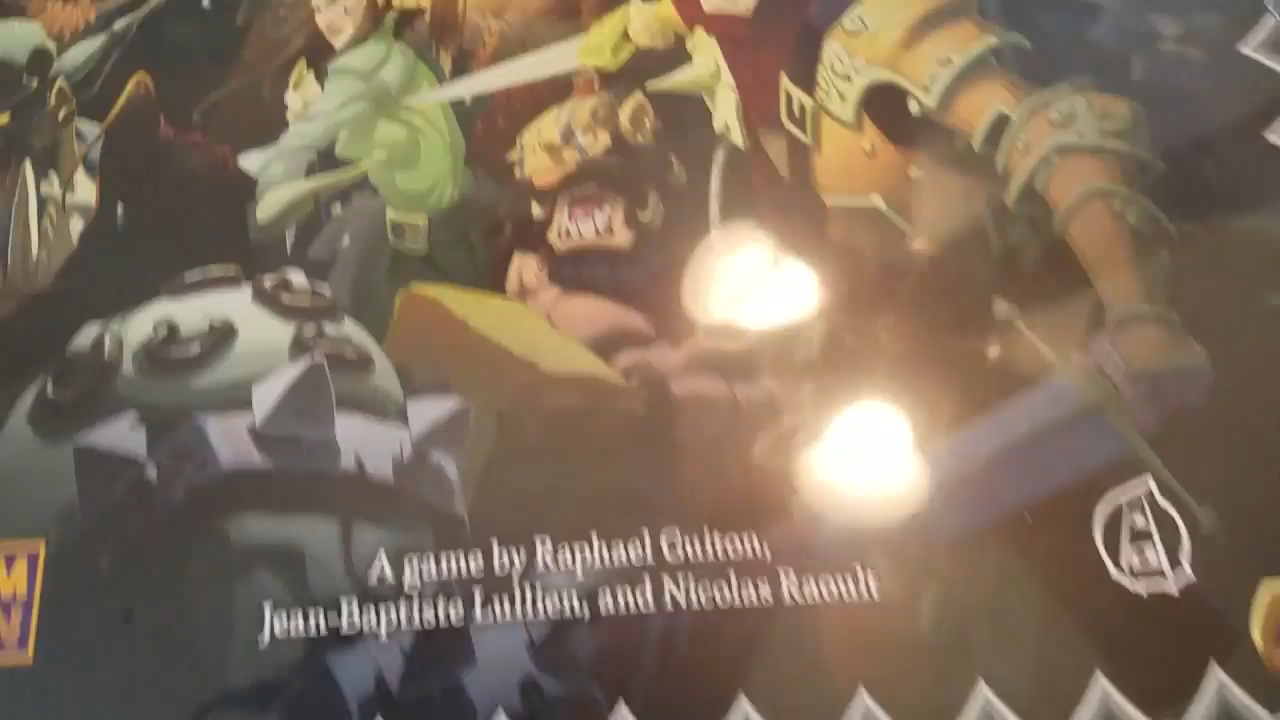 A game by Raphael Guiton,
Jean-Baptiste Lullien, and Nicolas Raoult